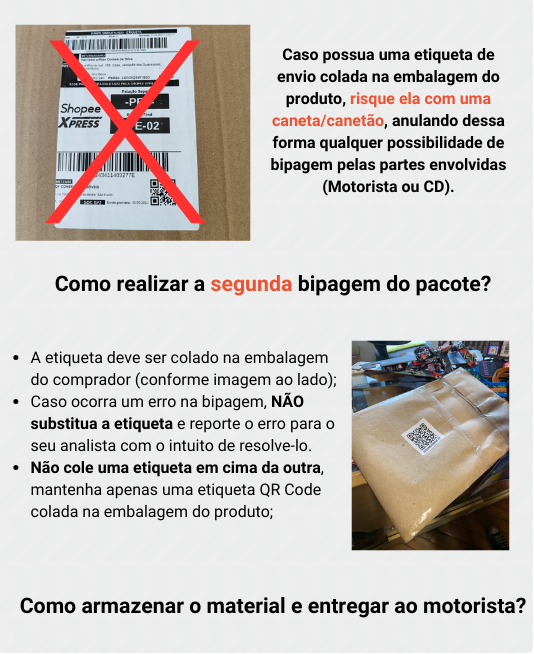 Shopee
XPRESS
E-02
Caso possua uma etiqueta de
envio colada na embalagem do
produto, risque ela com uma
caneta/canetão, anulando dessa
forma qualquer possibilidade de
bipagem pelas partes envolvidas
(Motorista ou CD).
Como realizar a segunda bipagem do pacote?
• A etiqueta deve ser colado na embalagem
do comprador (conforme imagem ao lado);
• Caso ocorra um erro na bipagem, NÃO
substitua a etiqueta e reporte o erro para o
seu analista com o intuito de resolve-lo.
• Não cole uma etiqueta em cima da outra,
mantenha apenas uma etiqueta QR Code
colada na embalagem do produto;
Como armazenar o material e entregar ao motorista?